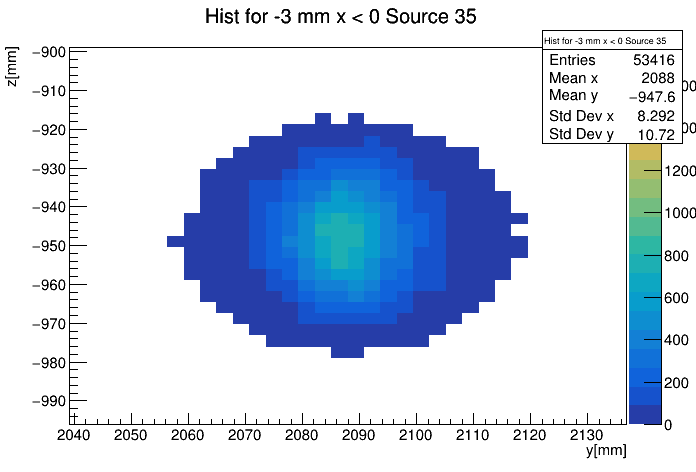 Hist for -3 mm x < 0 Source 35
Hist for -3 mm x < 0 Source 35
Entries 53416
Mean x 2088
Mean y −947.6
Std Dev x 8.292
Std Dev y 10.72
z[mm]
−900
−910
−920
−930
−940
−950
−960
−970
−980
−990
2040 2050 2060 2070 2080 2090 2100 2110 2120 2130
y[mm]
1200
1000
800
600
400
200
0